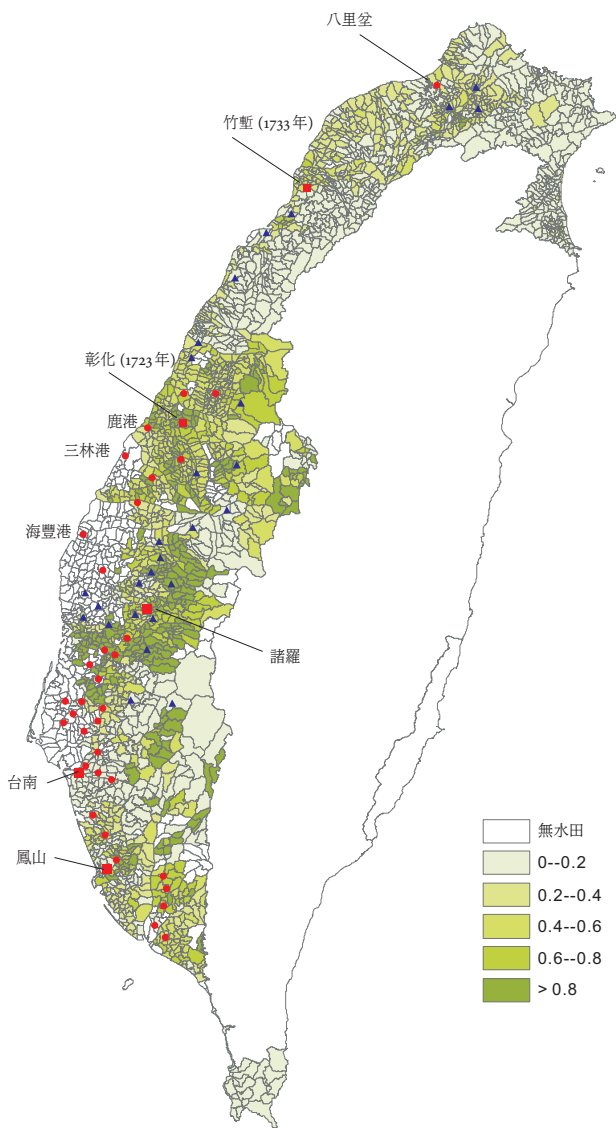 八里坌
竹塹 (1733年)
彰化 (1723年)
鹿港
三林港
海豐港
諸羅
台南
鳳山
無水田
0--0.2
0.2--0.4
0.4--0.6
0.6--0.8
> 0.8